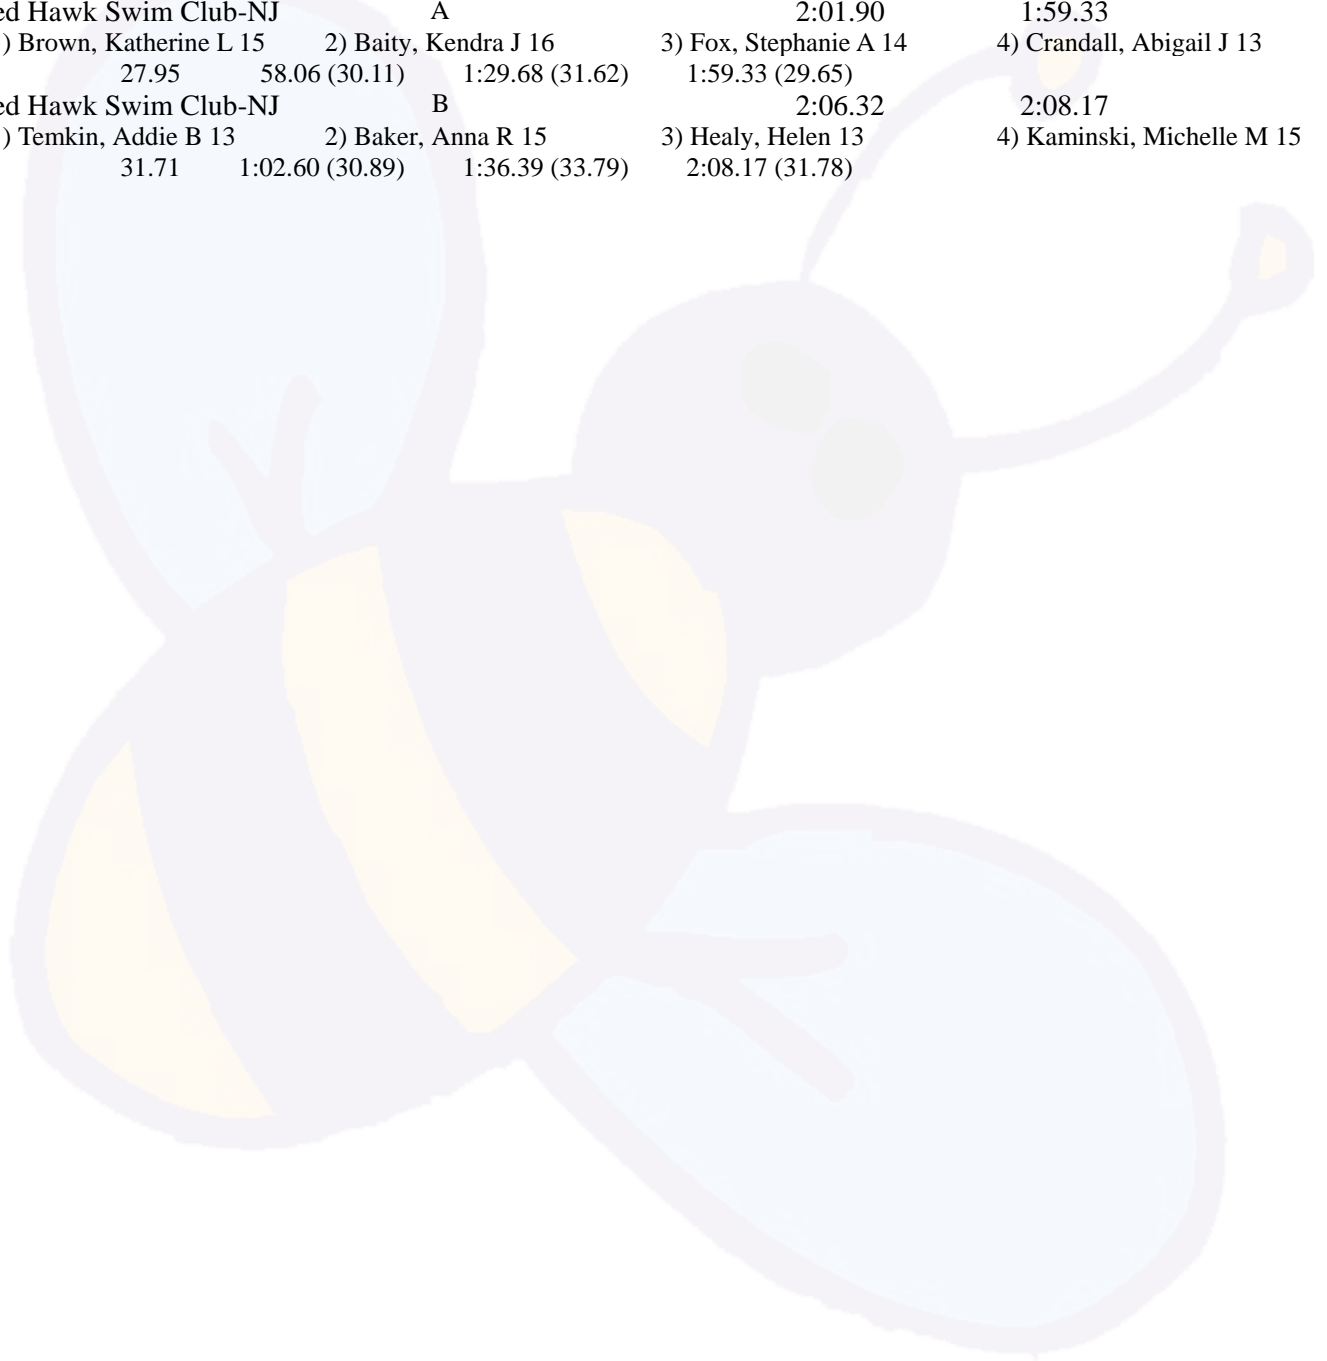 ed Hawk Swim Club-NJ A 2:01.90 1:59.33
) Brown, Katherine L 15 2) Baity, Kendra J 16 3) Fox, Stephanie A 14 4) Crandall, Abigail J 13
27.95 58.06 (30.11) 1:29.68 (31.62) 1:59.33 (29.65)
ed Hawk Swim Club-NJ B 2:06.32 2:08.17
) Temkin, Addie B 13 2) Baker, Anna R 15 3) Healy, Helen 13 4) Kaminski, Michelle M 15
31.71 1:02.60 (30.89) 1:36.39 (33.79) 2:08.17 (31.78)